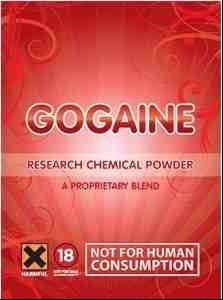 GOGAINE
RESEARCH CHEMICAL POWDER
A PROPRIETARY BLEND
HARMFUL
18
NOT FOR HUMAN
CONSUMPTION